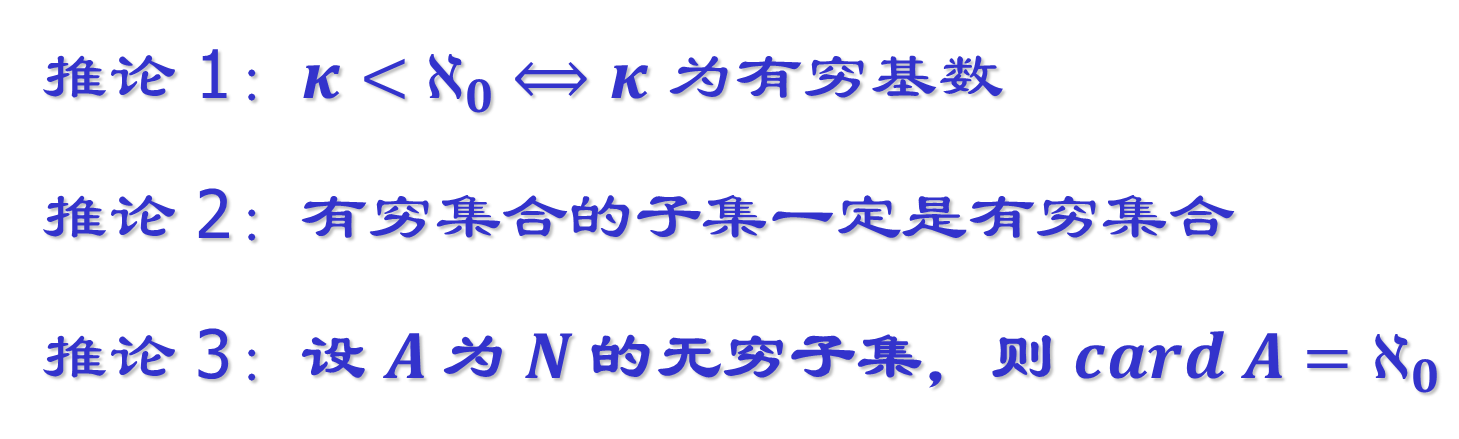 推论 1：κ < ℵ₀ ⟺ κ 为有穷基数
推论 2：有穷集合的子集一定是有穷集合
推论 3：设 A 为 N 的无穷子集，则 card A = ℵ₀